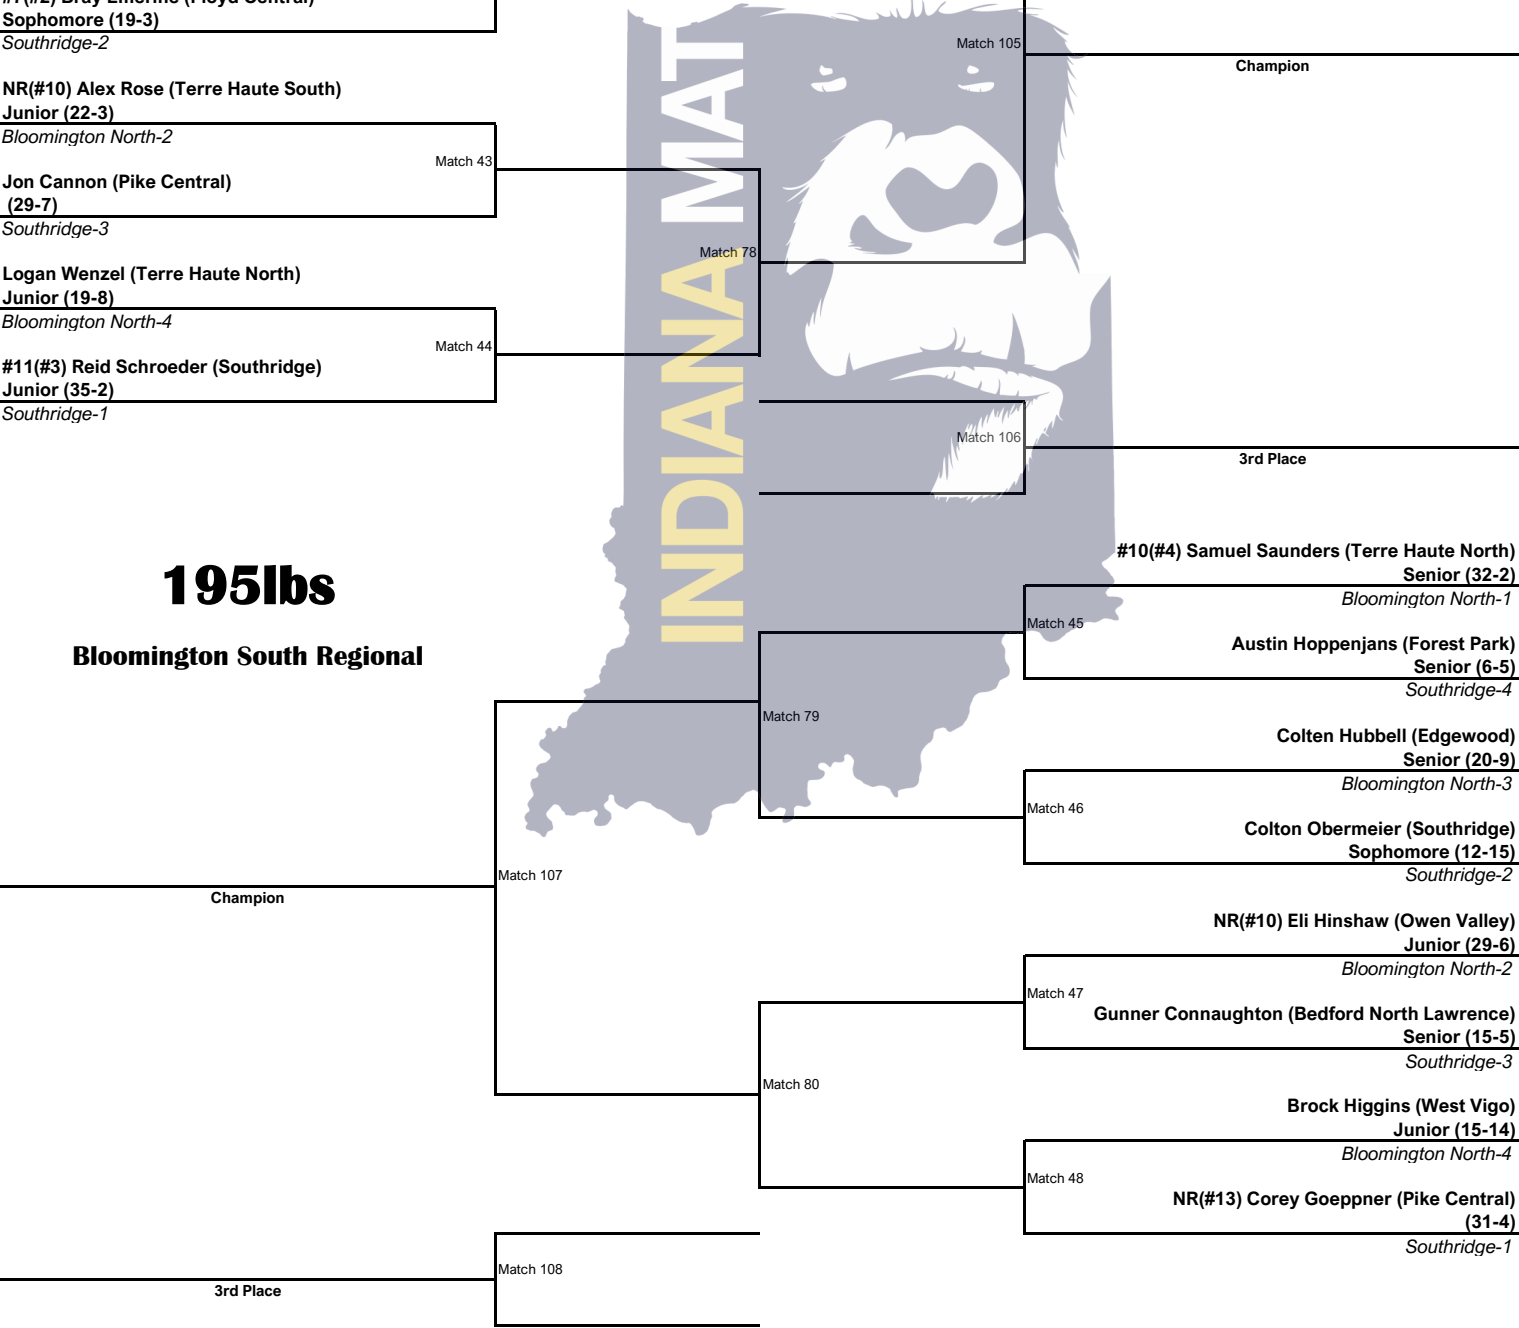 Sophomore (19-3)
Southridge-2
NR(#10) Alex Rose (Terre Haute South)
Junior (22-3)
Bloomington North-2
Match 43
Jon Cannon (Pike Central)
(29-7)
Southridge-3
Match 78
Logan Wenzel (Terre Haute North)
Junior (19-8)
Bloomington North-4
Match 44
#11(#3) Reid Schroeder (Southridge)
Junior (35-2)
Southridge-1
Match 105
Champion
Match 106
3rd Place
INDIANA MAT
195lbs
Bloomington South Regional
#10(#4) Samuel Saunders (Terre Haute North)
Senior (32-2)
Bloomington North-1
Match 45
Austin Hoppenjans (Forest Park)
Senior (6-5)
Southridge-4
Match 79
Colten Hubbell (Edgewood)
Senior (20-9)
Bloomington North-3
Match 46
Colton Obermeier (Southridge)
Sophomore (12-15)
Southridge-2
Match 107
Champion
NR(#10) Eli Hinshaw (Owen Valley)
Junior (29-6)
Bloomington North-2
Match 47
Gunner Connaughton (Bedford North Lawrence)
Senior (15-5)
Southridge-3
Match 80
Brock Higgins (West Vigo)
Junior (15-14)
Bloomington North-4
Match 48
NR(#13) Corey Goeppner (Pike Central)
(31-4)
Southridge-1
Match 108
3rd Place